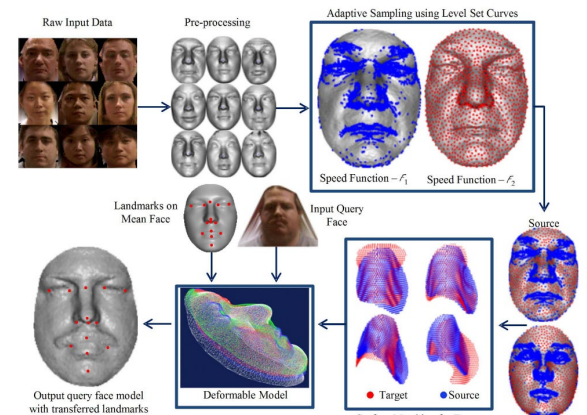 Raw Input Data
Pre-processing
Adaptive Sampling using Level Set Curves
Speed Function – F₁
Speed Function – F₂
Landmarks on
Mean Face
Input Query
Face
Source
Target
Source
Deformable Model
Output query face model
with transferred landmarks